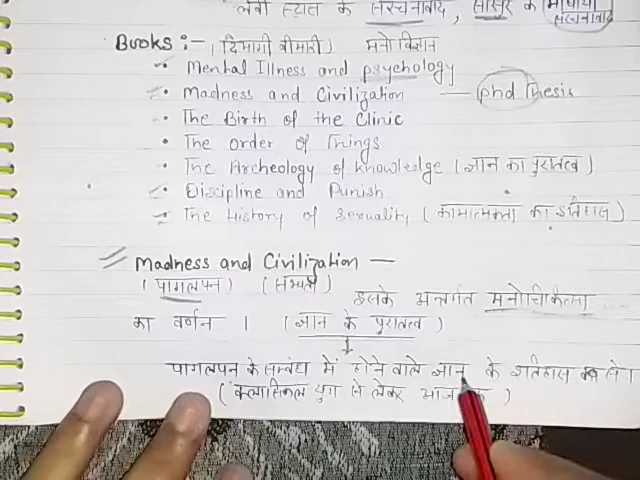 लेवी स्त्रास के संरचनावाद, सासुर के भाषायी संरचनावाद
Books :- (दिमागी बीमारी) मनोविज्ञान
• Mental Illness and psychology
• Madness and Civilization — phd Thesis
• The Birth of the Clinic
• The order of Things
• The Archeology of knowledge (ज्ञान का पुरातत्व)
• Discipline and Punish
• The History of Sexuality (कामात्मकता का इतिहास)
Madness and Civilization —
(पागलपन) (सभ्यता)
इसके अन्तर्गत मनोचिकित्सा
का वर्णन । (ज्ञान के पुरातत्व)
पागलपन के सम्बंध में होने वाले ज्ञान के इतिहास से ।
(क्लासिकल युग से लेकर आज तक)